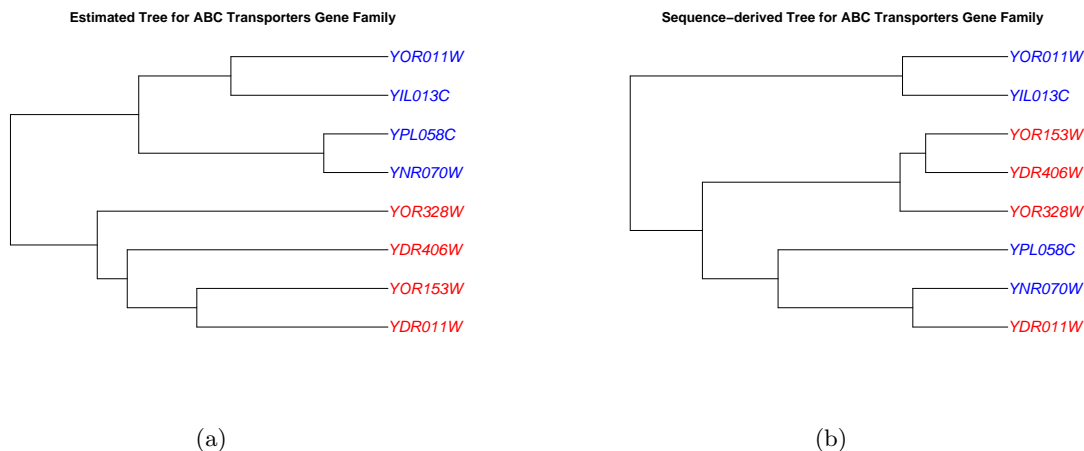 Estimated Tree for ABC Transporters Gene Family
YOR011W
YIL013C
YPL058C
YNR070W
YOR328W
YDR406W
YOR153W
YDR011W
(a)
Sequence−derived Tree for ABC Transporters Gene Family
YOR011W
YIL013C
YOR153W
YDR406W
YOR328W
YPL058C
YNR070W
YDR011W
(b)